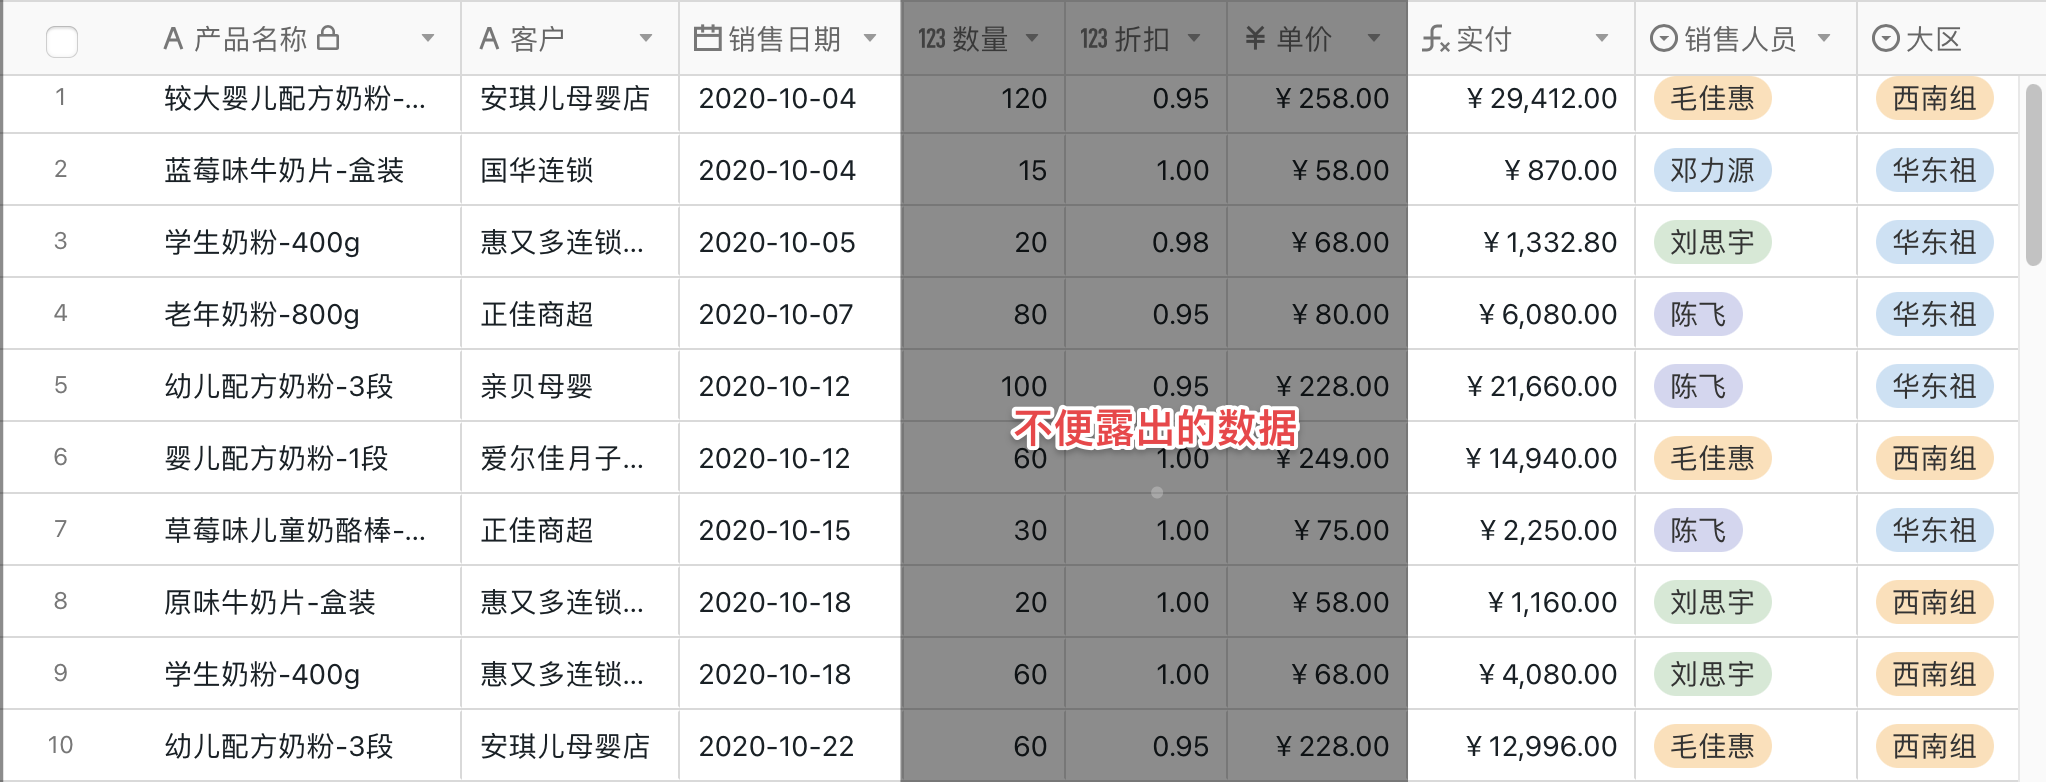 产品名称 客户 销售日期 123 数量 123 折扣 ¥ 单价 fx 实付 销售人员 大区
1 较大婴儿配方奶粉-... 安琪儿母婴店 2020-10-04 120 0.95 ¥ 258.00 ¥ 29,412.00 毛佳惠 西南组
2 蓝莓味牛奶片-盒装 国华连锁 2020-10-04 15 1.00 ¥ 58.00 ¥ 870.00 邓力源 华东祖
3 学生奶粉-400g 惠又多连锁... 2020-10-05 20 0.98 ¥ 68.00 ¥ 1,332.80 刘思宇 华东祖
4 老年奶粉-800g 正佳商超 2020-10-07 80 0.95 ¥ 80.00 ¥ 6,080.00 陈飞 华东祖
5 幼儿配方奶粉-3段 亲贝母婴 2020-10-12 100 0.95 ¥ 228.00 ¥ 21,660.00 陈飞 华东祖
不便露出的数据
6 婴儿配方奶粉-1段 爱尔佳月子... 2020-10-12 60 1.00 ¥ 249.00 ¥ 14,940.00 毛佳惠 西南组
7 草莓味儿童奶酪棒-... 正佳商超 2020-10-15 30 1.00 ¥ 75.00 ¥ 2,250.00 陈飞 华东祖
8 原味牛奶片-盒装 惠又多连锁... 2020-10-18 20 1.00 ¥ 58.00 ¥ 1,160.00 刘思宇 西南组
9 学生奶粉-400g 惠又多连锁... 2020-10-18 60 1.00 ¥ 68.00 ¥ 4,080.00 刘思宇 西南组
10 幼儿配方奶粉-3段 安琪儿母婴店 2020-10-22 60 0.95 ¥ 228.00 ¥ 12,996.00 毛佳惠 西南组